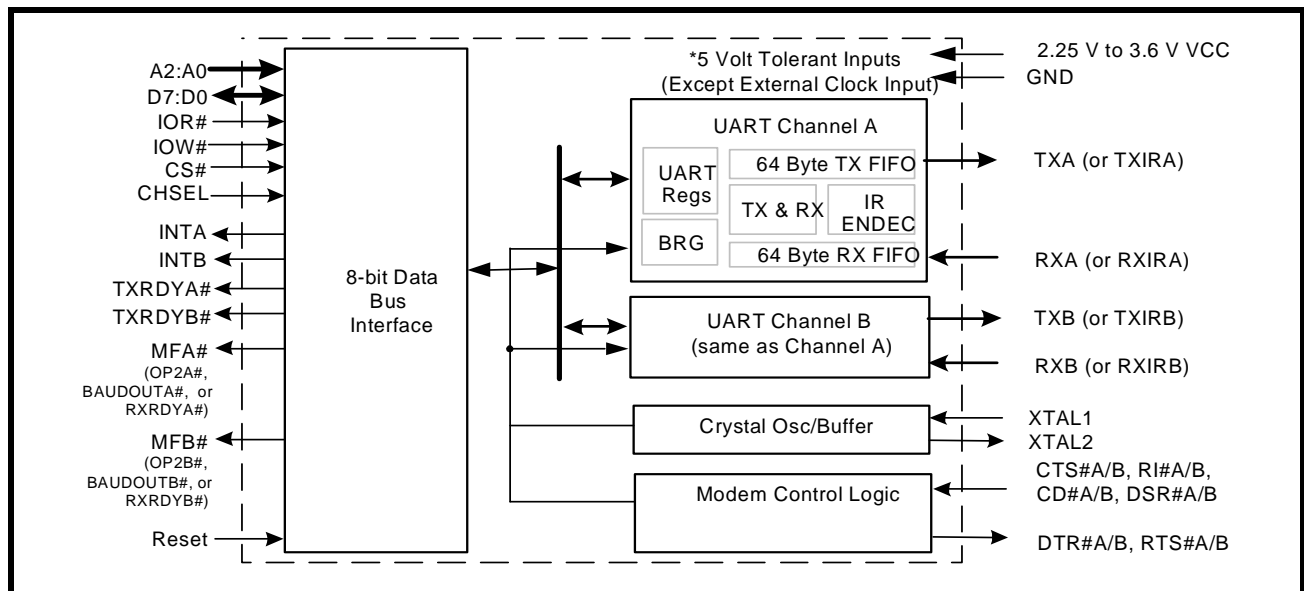 A2:A0
D7:D0
IOR#
IOW#
CS#
CHSEL
INTA
INTB
TXRDYA#
TXRDYB#
MFA#
(OP2A#,
BAUDOUTA#, or
RXRDYA#)
MFB#
(OP2B#,
BAUDOUTB#, or
RXRDYB#)
Reset
8-bit Data
Bus
Interface
*5 Volt Tolerant Inputs
(Except External Clock Input)
UART Channel A
UART
Regs
BRG
64 Byte TX FIFO
TX & RX
IR
ENDEC
64 Byte RX FIFO
UART Channel B
(same as Channel A)
Crystal Osc/Buffer
Modem Control Logic
2.25 V to 3.6 V VCC
GND
TXA (or TXIRA)
RXA (or RXIRA)
TXB (or TXIRB)
RXB (or RXIRB)
XTAL1
XTAL2
CTS#A/B, RI#A/B,
CD#A/B, DSR#A/B
DTR#A/B, RTS#A/B